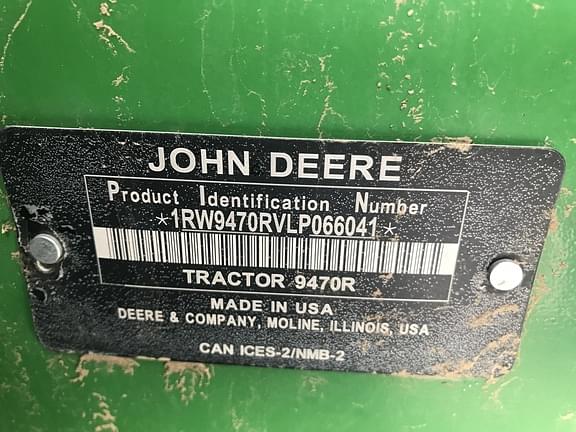 JOHN DEERE
Product Identification Number
*1RW9470RVLP066041*
TRACTOR 9470R
MADE IN USA
DEERE & COMPANY, MOLINE, ILLINOIS, USA
CAN ICES-2/NMB-2